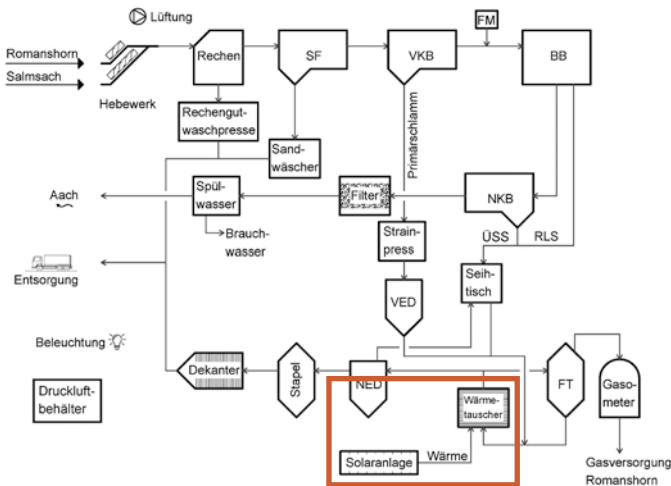 Lüftung
FM
Romanshorn
Salmsach
Hebewerk
Rechen
SF
VKB
BB
Rechengut-
waschpresse
Sand-
wäscher
Primärschlamm
Aach
Spül-
wasser
Brauch-
wasser
Filter
NKB
Strain-
press
ÜSS
RLS
Seih-
tisch
Entsorgung
VED
Beleuchtung
Dekanter
Stapel
NED
Wärme-
tauscher
FT
Gaso-
meter
Druckluft-
behälter
Solaranlage
Wärme
Gasversorgung
Romanshorn